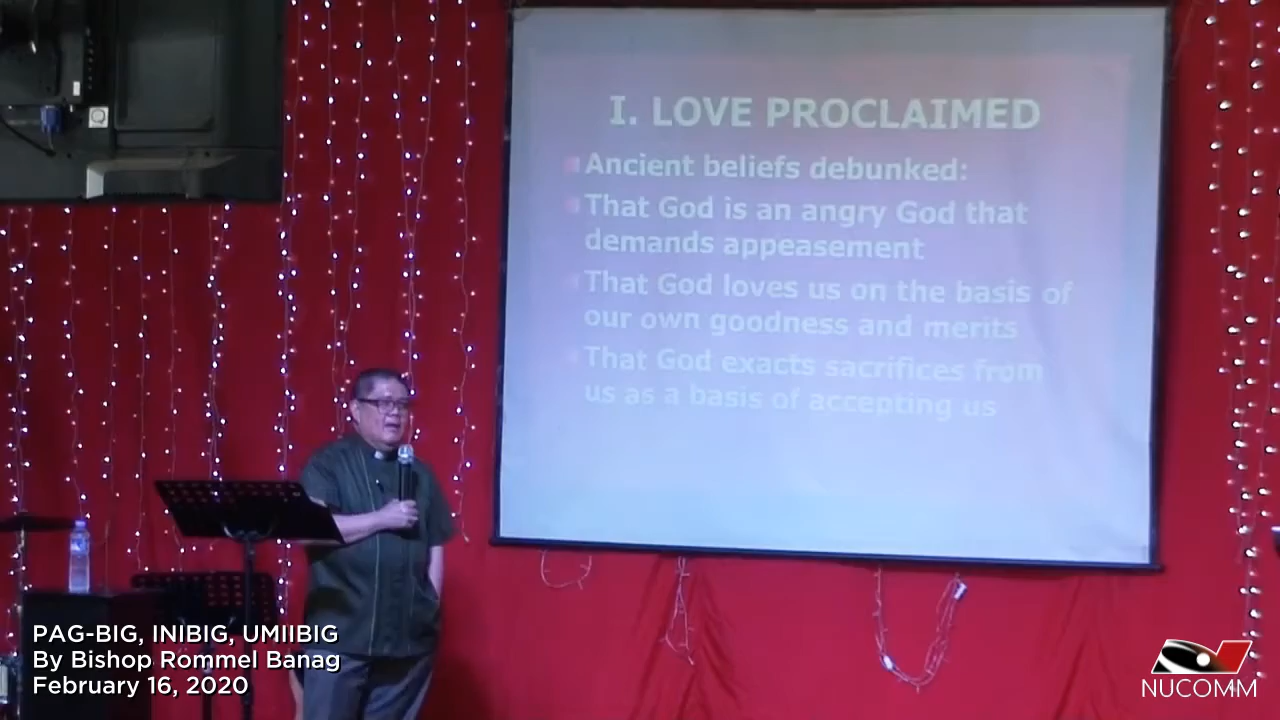 I. LOVE PROCLAIMED
Ancient beliefs debunked:
That God is an angry God that
demands appeasement
That God loves us on the basis of
our own goodness and merits
That God exacts sacrifices from
us as a basis of accepting us
PAG-BIG, INIBIG, UMIIBIG
By Bishop Rommel Banag
February 16, 2020
NUCOMM